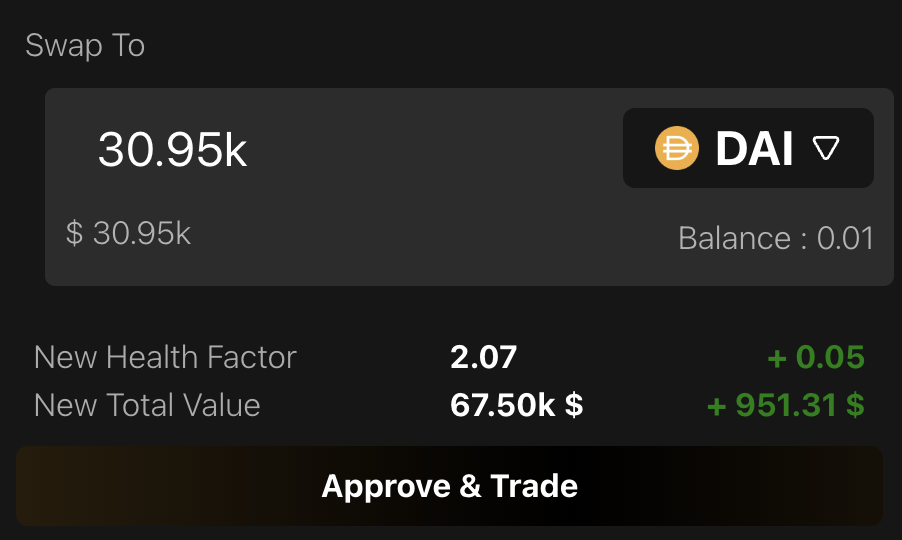 Swap To
30.95k DAI
$ 30.95k Balance : 0.01
New Health Factor 2.07 + 0.05
New Total Value 67.50k $ + 951.31 $
Approve & Trade